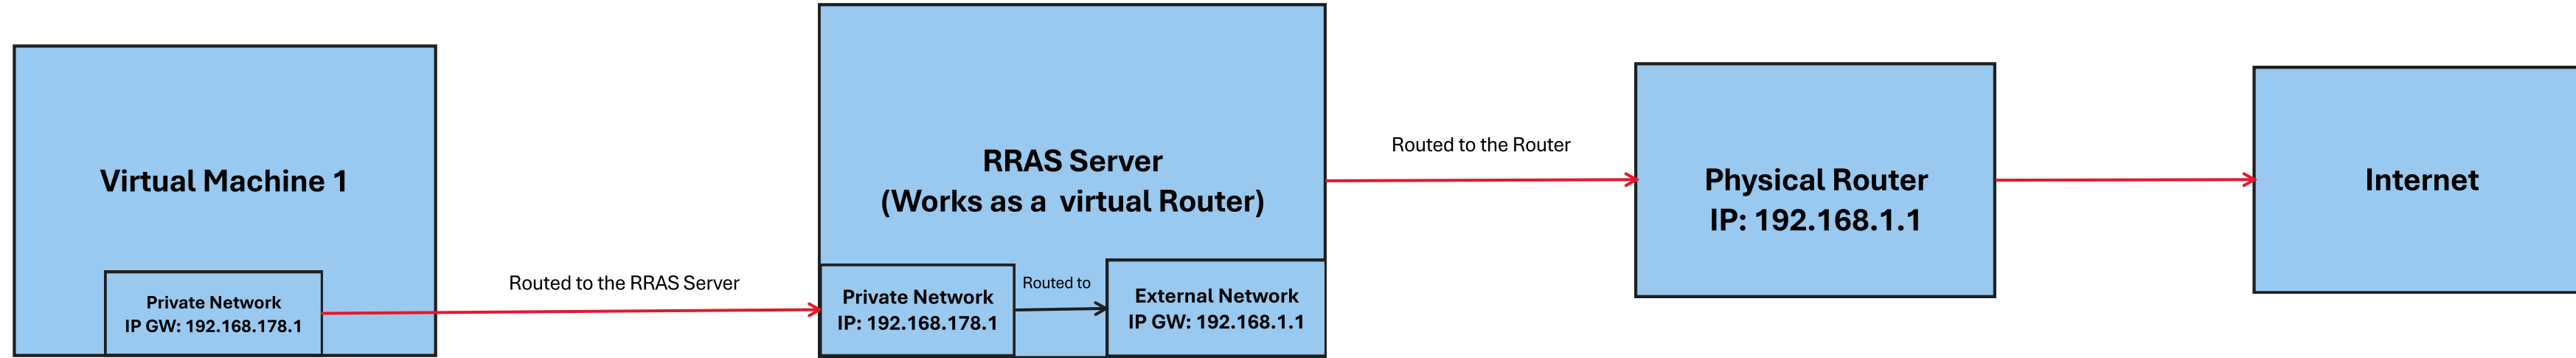 Virtual Machine 1
Private Network
IP GW: 192.168.178.1
Routed to the RRAS Server
RRAS Server
(Works as a  virtual Router)
Private Network
IP: 192.168.178.1
Routed to
External Network
IP GW: 192.168.1.1
Routed to the Router
Physical Router
IP: 192.168.1.1
Internet